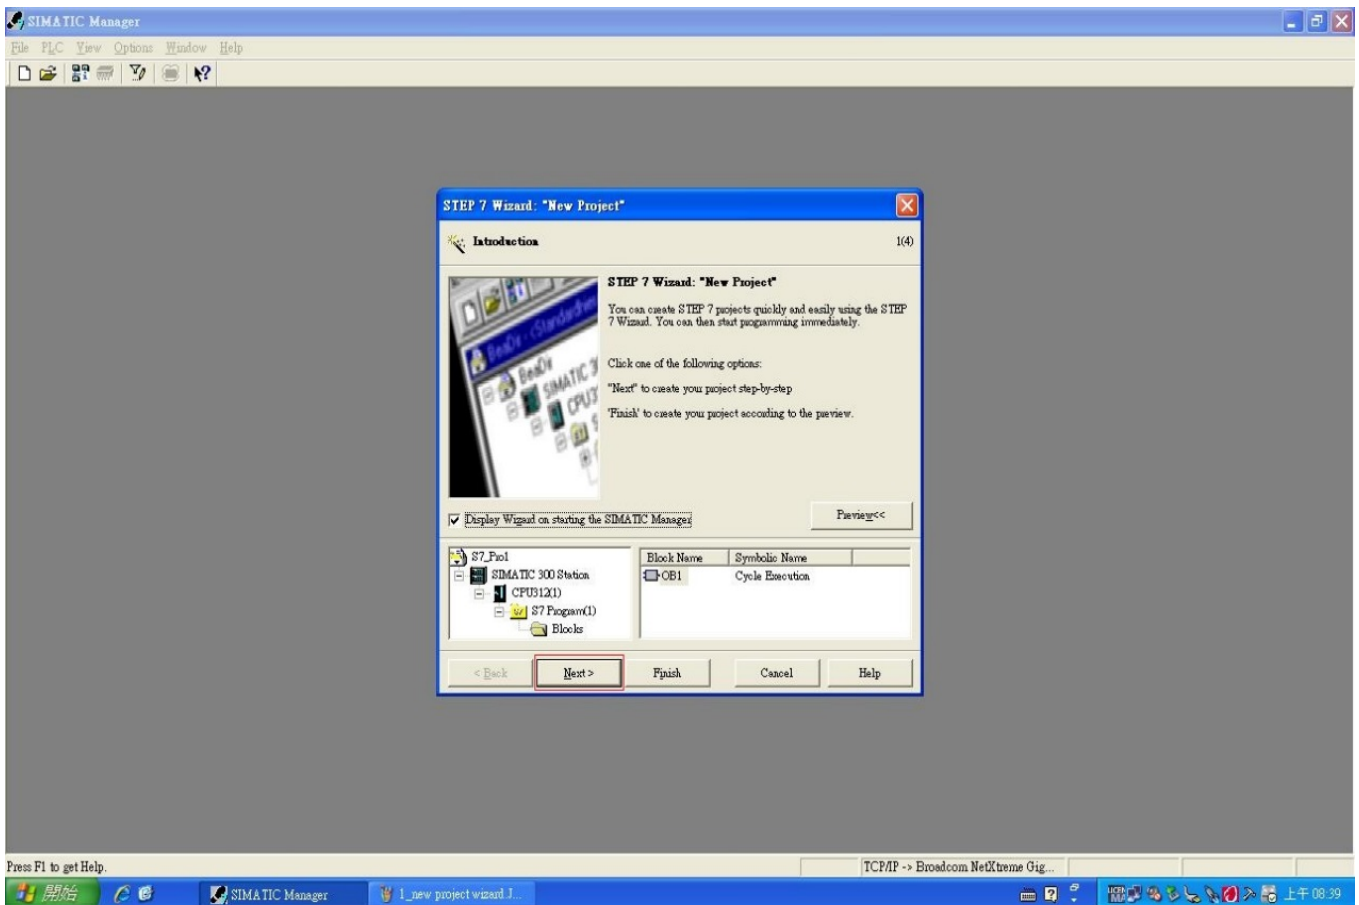 SIMATIC Manager
File PLC View Options Window Help
STEP 7 Wizard: "New Project"
Introduction
1(4)
STEP 7 Wizard: "New Project"
You can create STEP 7 projects quickly and easily using the STEP
7 Wizard. You can then start programming immediately.
Click one of the following options:
"Next" to create your project step-by-step
'Finish' to create your project according to the preview.
Display Wizard on starting the SIMATIC Manager
Preview<<
S7_Pro1
SIMATIC 300 Station
CPU312(1)
S7 Program(1)
Blocks
Block Name Symbolic Name
OB1 Cycle Execution
< Back Next > Finish Cancel Help
Press F1 to get Help.
TCP/IP -> Broadcom NetXtreme Gig...
開始 SIMATIC Manager 1_new project wizard J... 上午 08:39